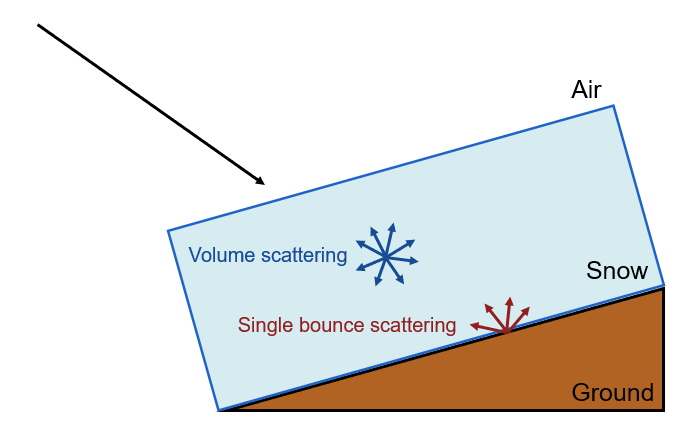 Air
Volume scattering
Snow
Single bounce scattering
Ground